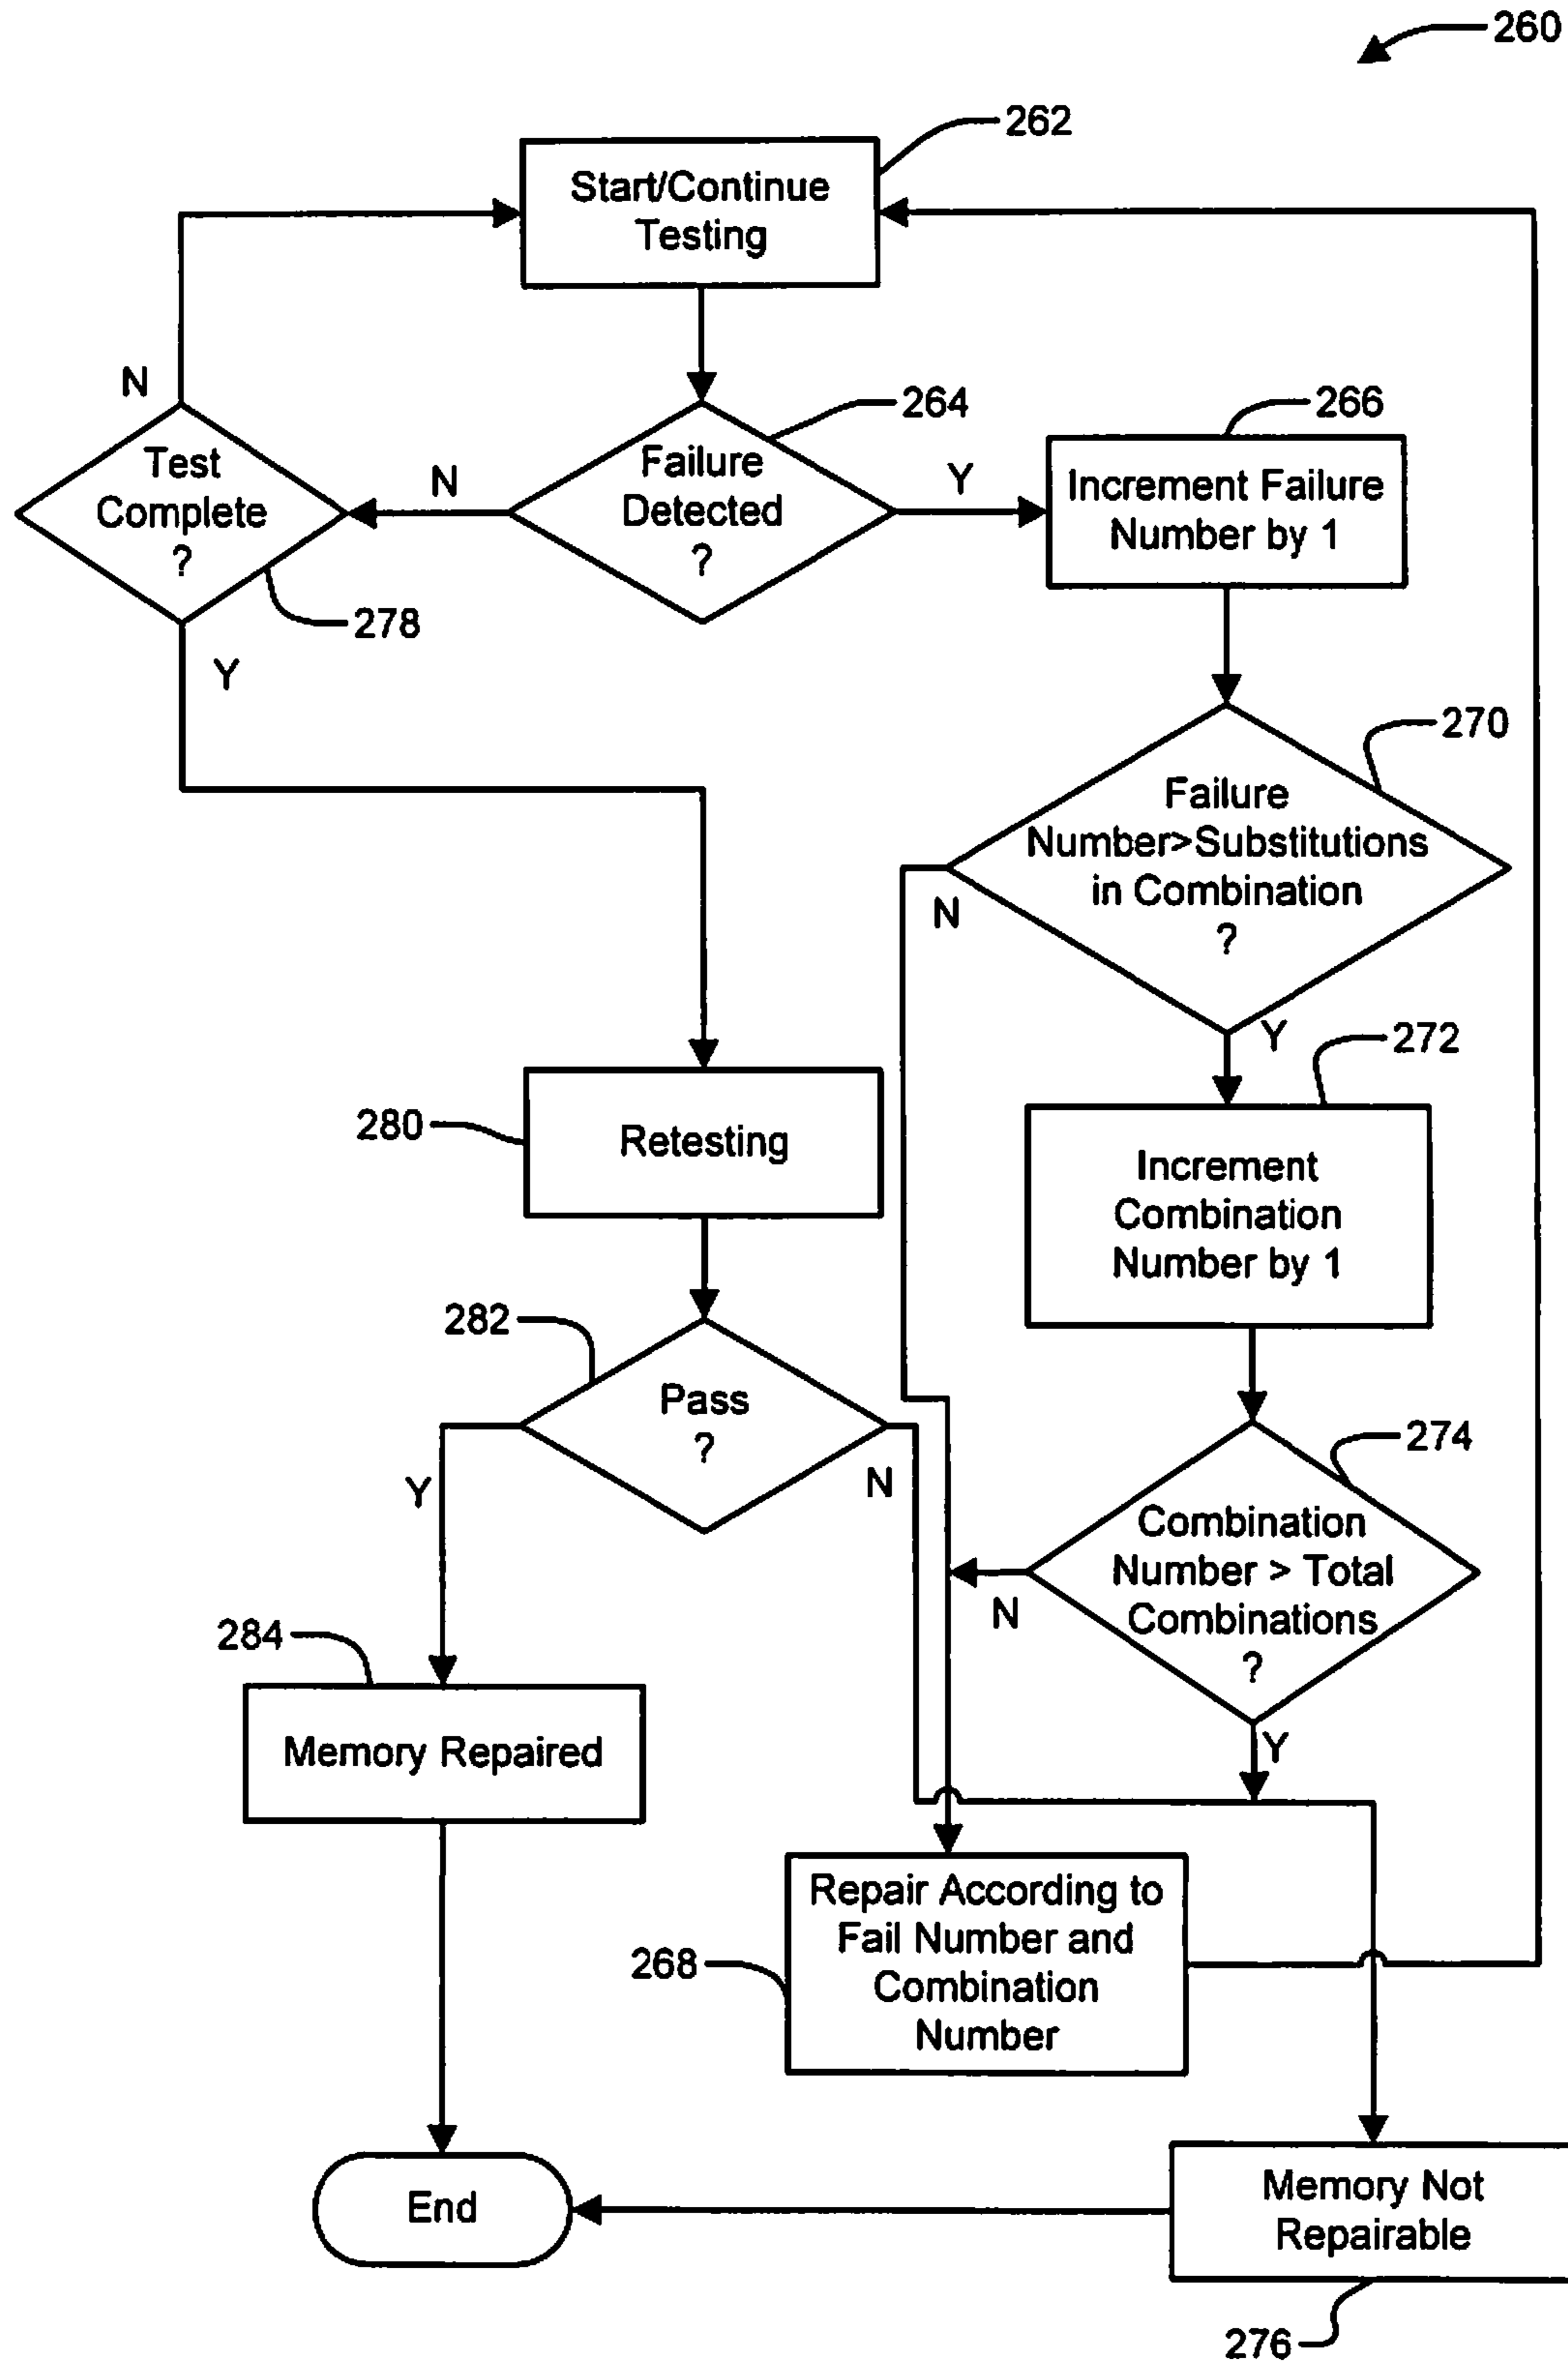 260
262
Start/Continue
Testing
N
264
266
Test
Complete
?
N
Failure
Detected
?
Y
Increment Failure
Number by 1
278
Y
270
Failure
Number>Substitutions
in Combination
?
N
Y
272
280
Retesting
Increment
Combination
Number by 1
282
Pass
?
Y
N
274
Combination
Number > Total
Combinations
?
N
Y
284
Memory Repaired
Repair According to
Fail Number and
Combination
Number
268
End
Memory Not
Repairable
276